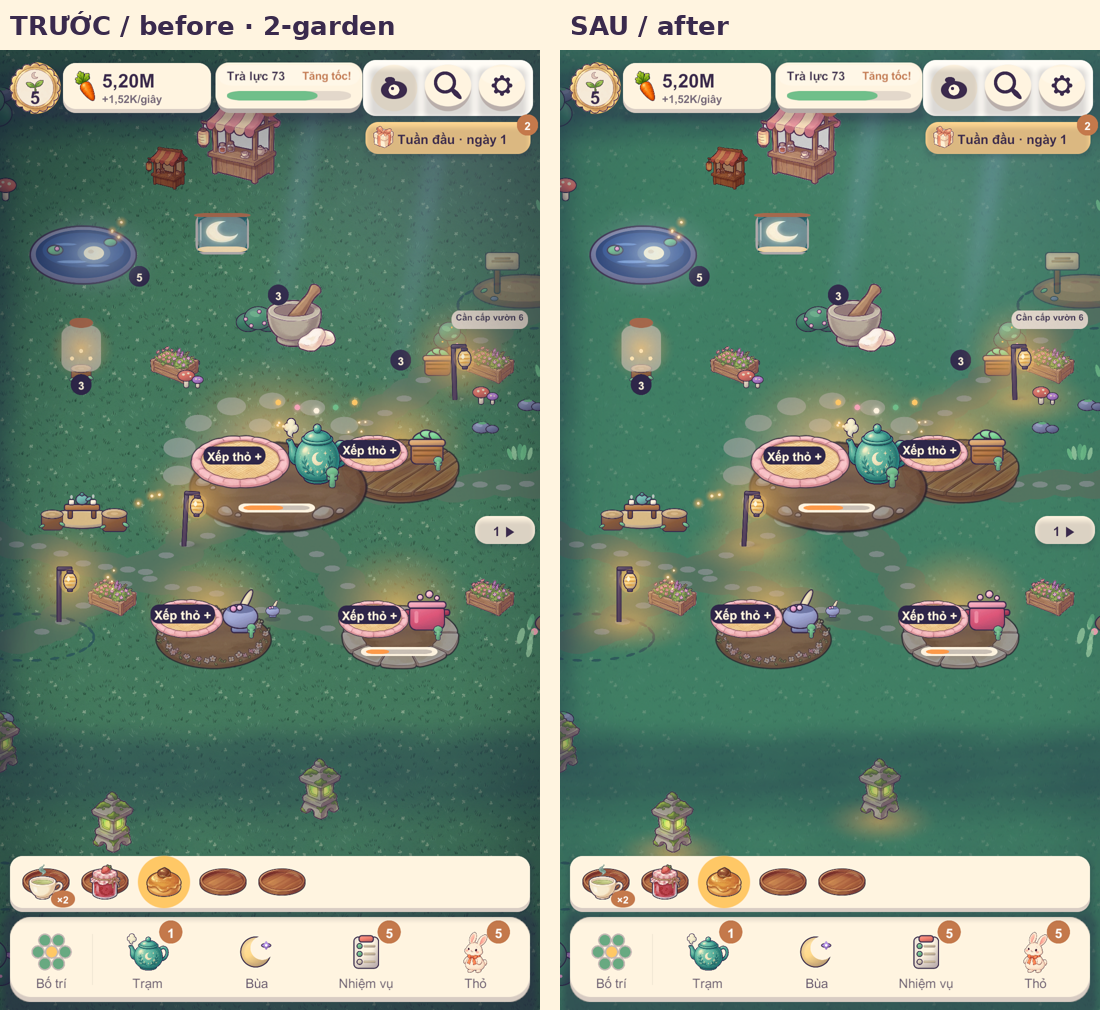 TRƯỚC / before · 2-garden
5
5,20M
+1,52K/giây
Trà lực 73
Tăng tốc!
2
Tuần đầu · ngày 1
5
3
Cần cấp vườn 6
3
3
Xếp thỏ +
Xếp thỏ +
1
Xếp thỏ +
Xếp thỏ +
×2
Bố trí
1
Trạm
Bùa
5
Nhiệm vụ
5
Thỏ
SAU / after
5
5,20M
+1,52K/giây
Trà lực 73
Tăng tốc!
2
Tuần đầu · ngày 1
5
3
Cần cấp vườn 6
3
3
Xếp thỏ +
Xếp thỏ +
1
Xếp thỏ +
Xếp thỏ +
×2
Bố trí
1
Trạm
Bùa
5
Nhiệm vụ
5
Thỏ